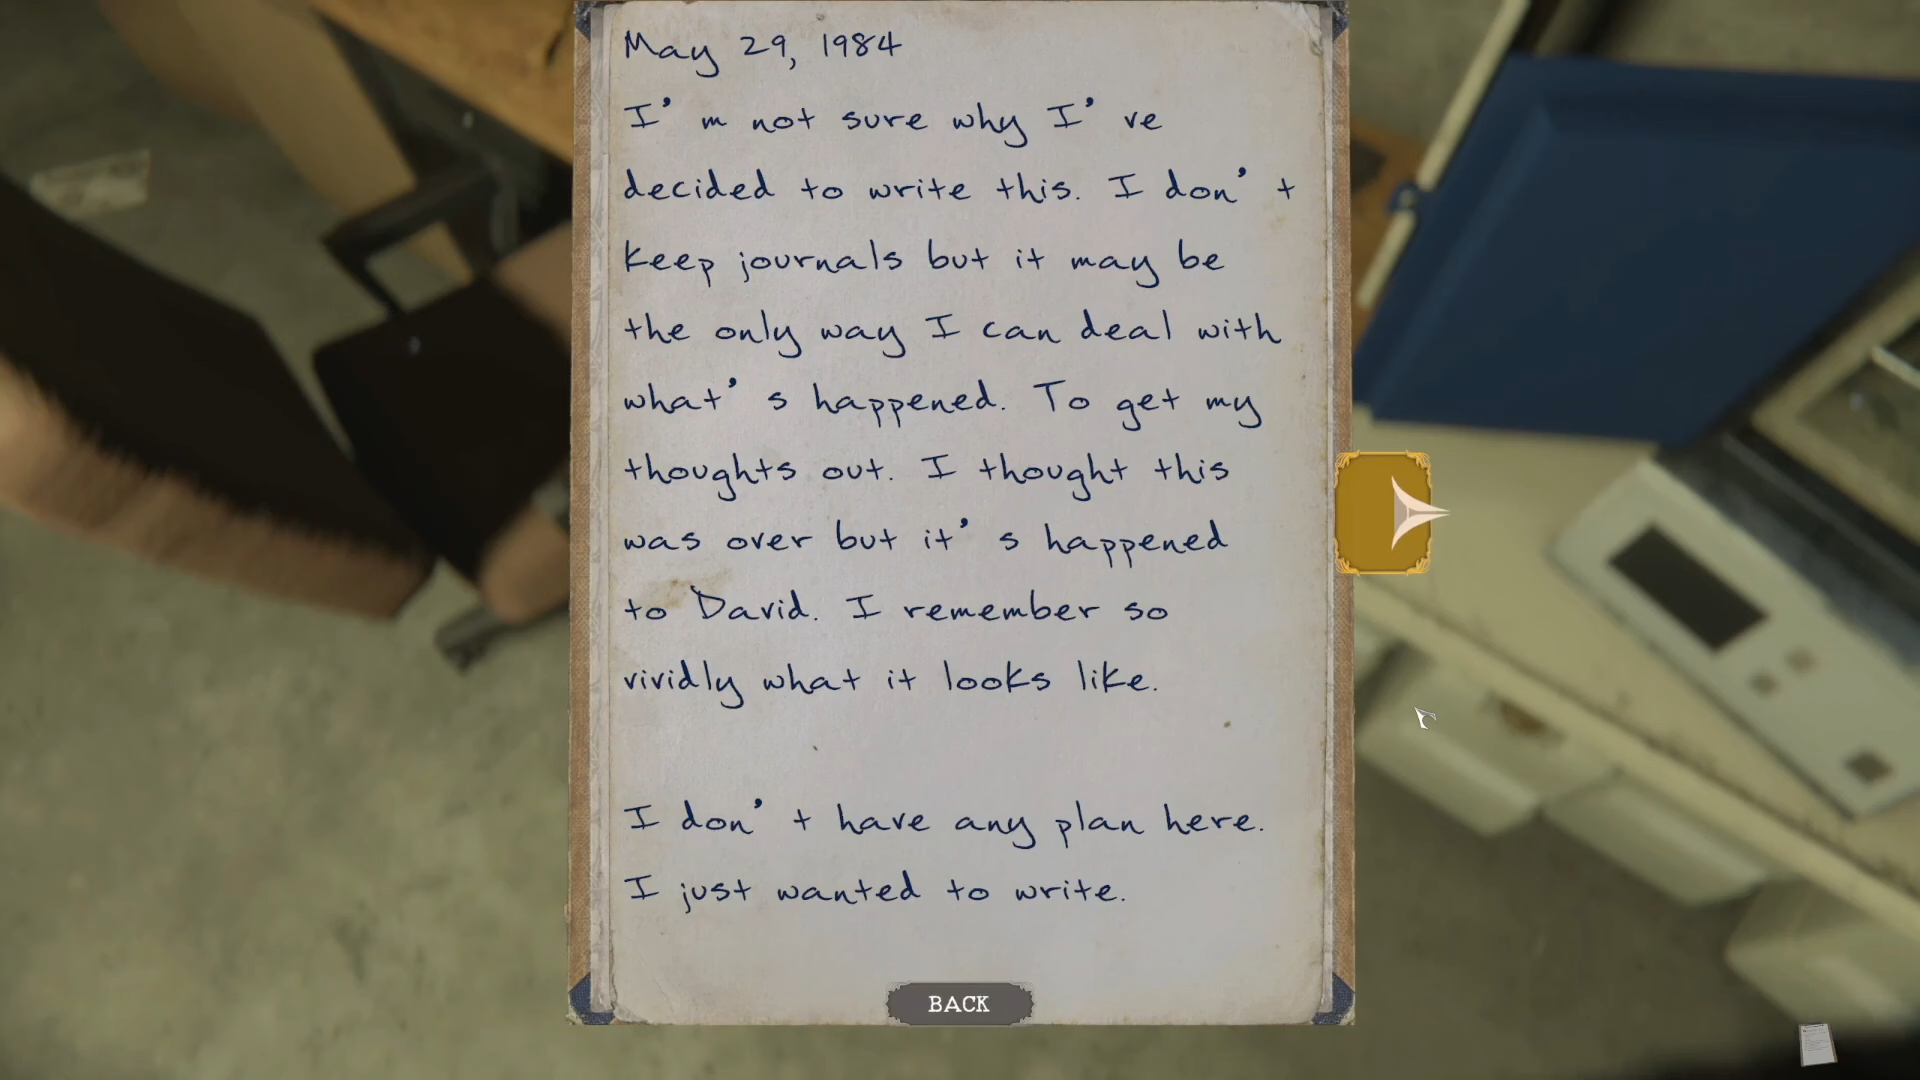 May 29, 1984
I'm not sure why I've
decided to write this. I don't
keep journals but it may be
the only way I can deal with
what's happened. To get my
thoughts out. I thought this
was over but it's happened
to David. I remember so
vividly what it looks like.
I don't have any plan here.
I just wanted to write.
BACK